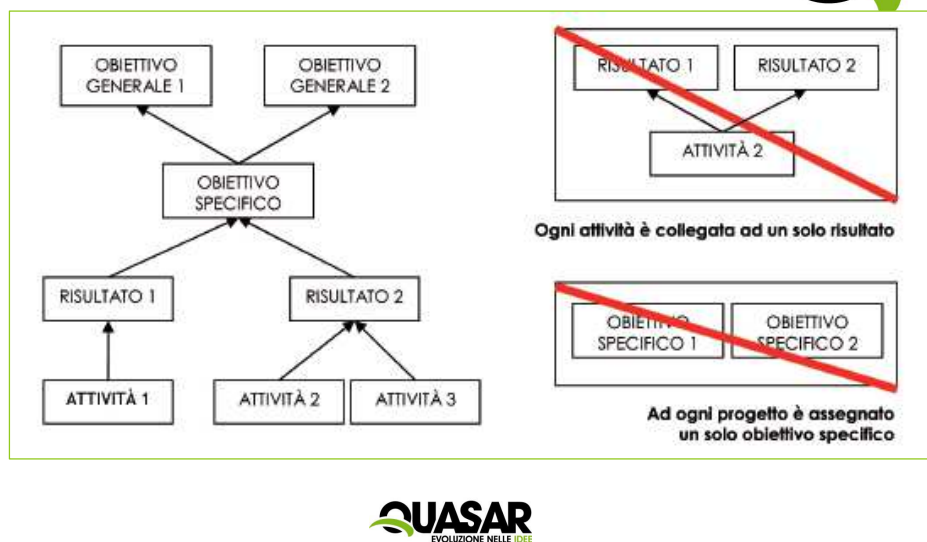 OBIETTIVO
GENERALE 1
OBIETTIVO
GENERALE 2
OBIETTIVO
SPECIFICO
RISULTATO 1
RISULTATO 2
ATTIVITÀ 1
ATTIVITÀ 2
ATTIVITÀ 3
RISULTATO 1
RISULTATO 2
ATTIVITÀ 2
Ogni attività è collegata ad un solo risultato
OBIETTIVO
SPECIFICO 1
OBIETTIVO
SPECIFICO 2
Ad ogni progetto è assegnato
un solo obiettivo specifico
QUASAR
EVOLUZIONE NELLE IDEE